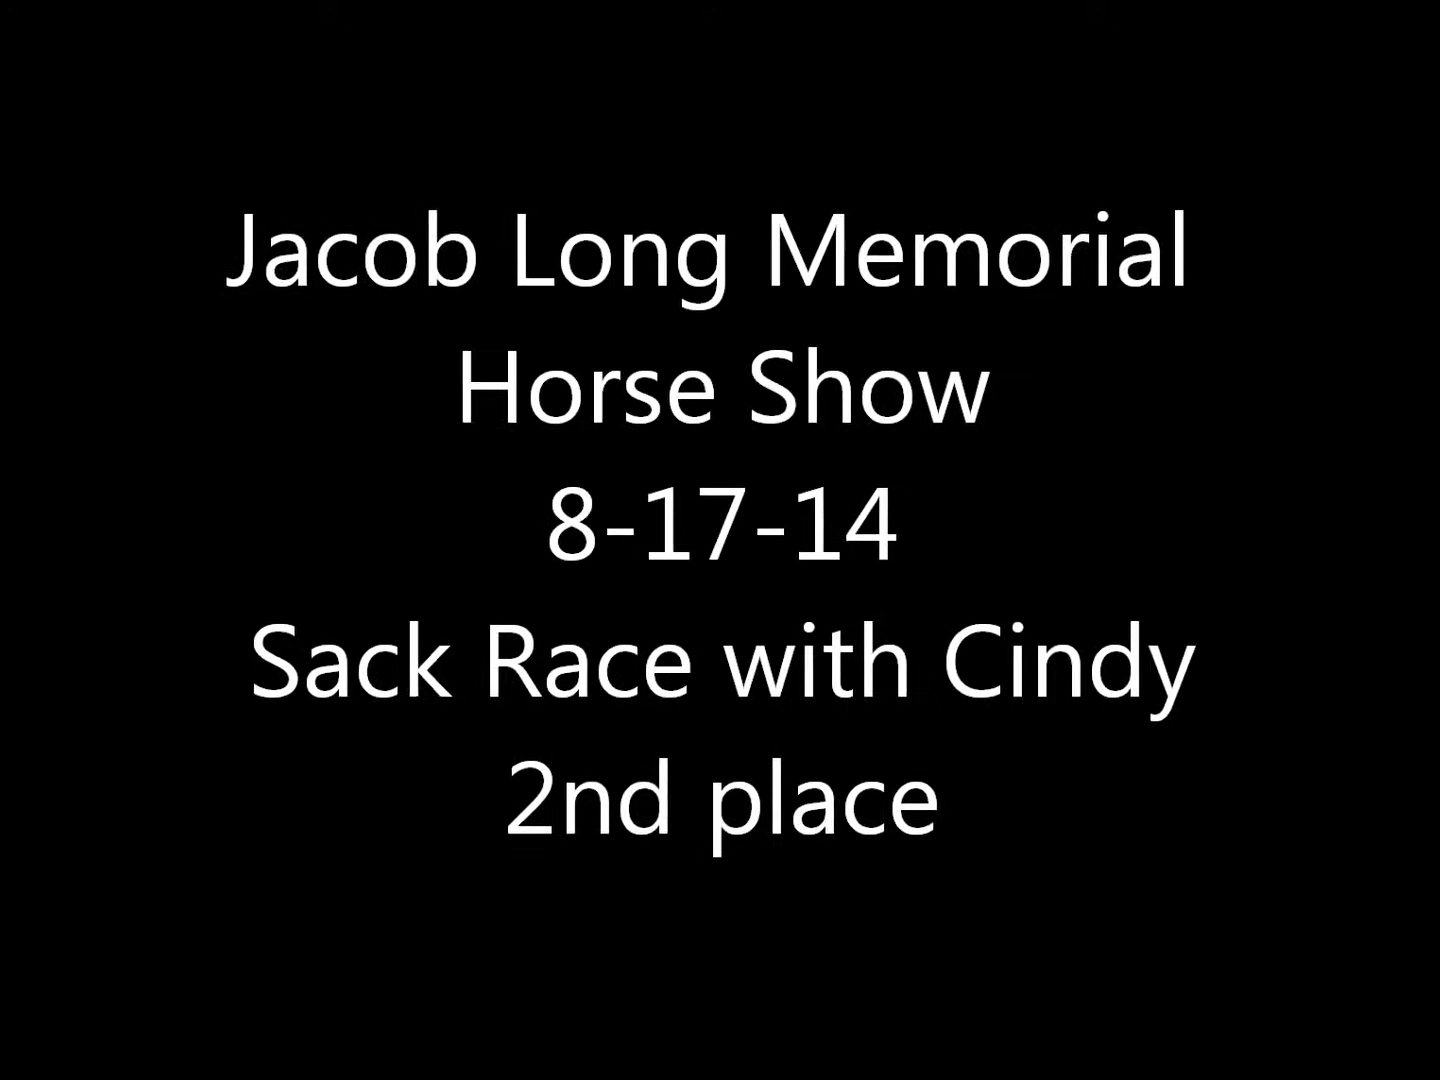 Jacob Long Memorial
Horse Show
8-17-14
Sack Race with Cindy
2nd place